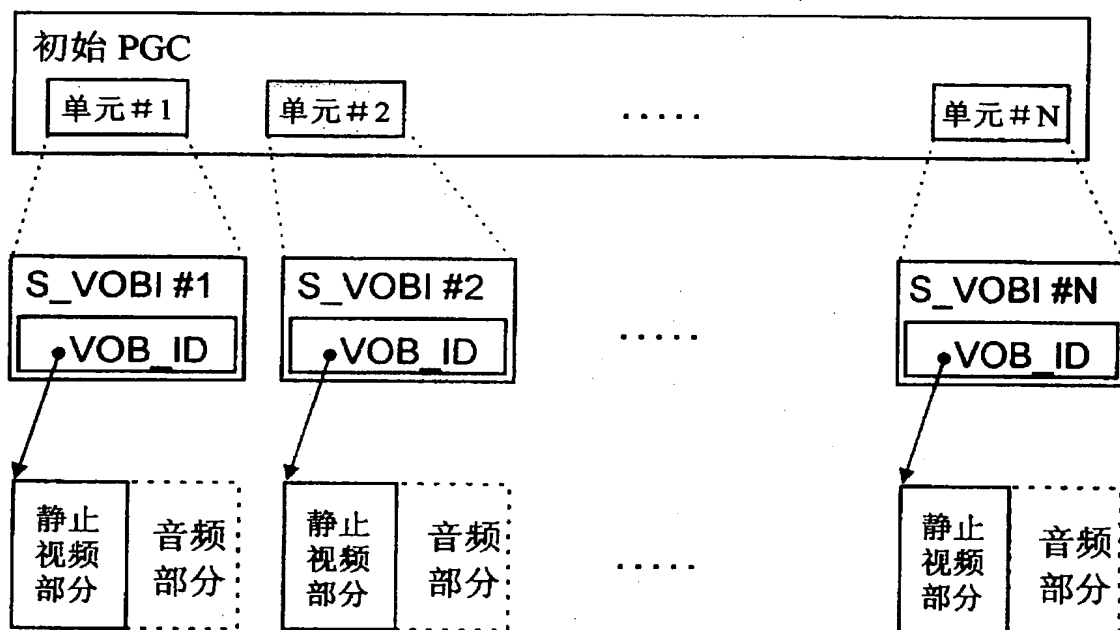 初始 PGC
单元#1 单元#2 ..... 单元#N
S_VOBI #1 S_VOBI #2 S_VOBI #N
VOB_ID VOB_ID ..... VOB_ID
静止 静止 静止
视频 视频 视频
部分 部分 部分
音频 音频 音频
部分 部分 ..... 部分